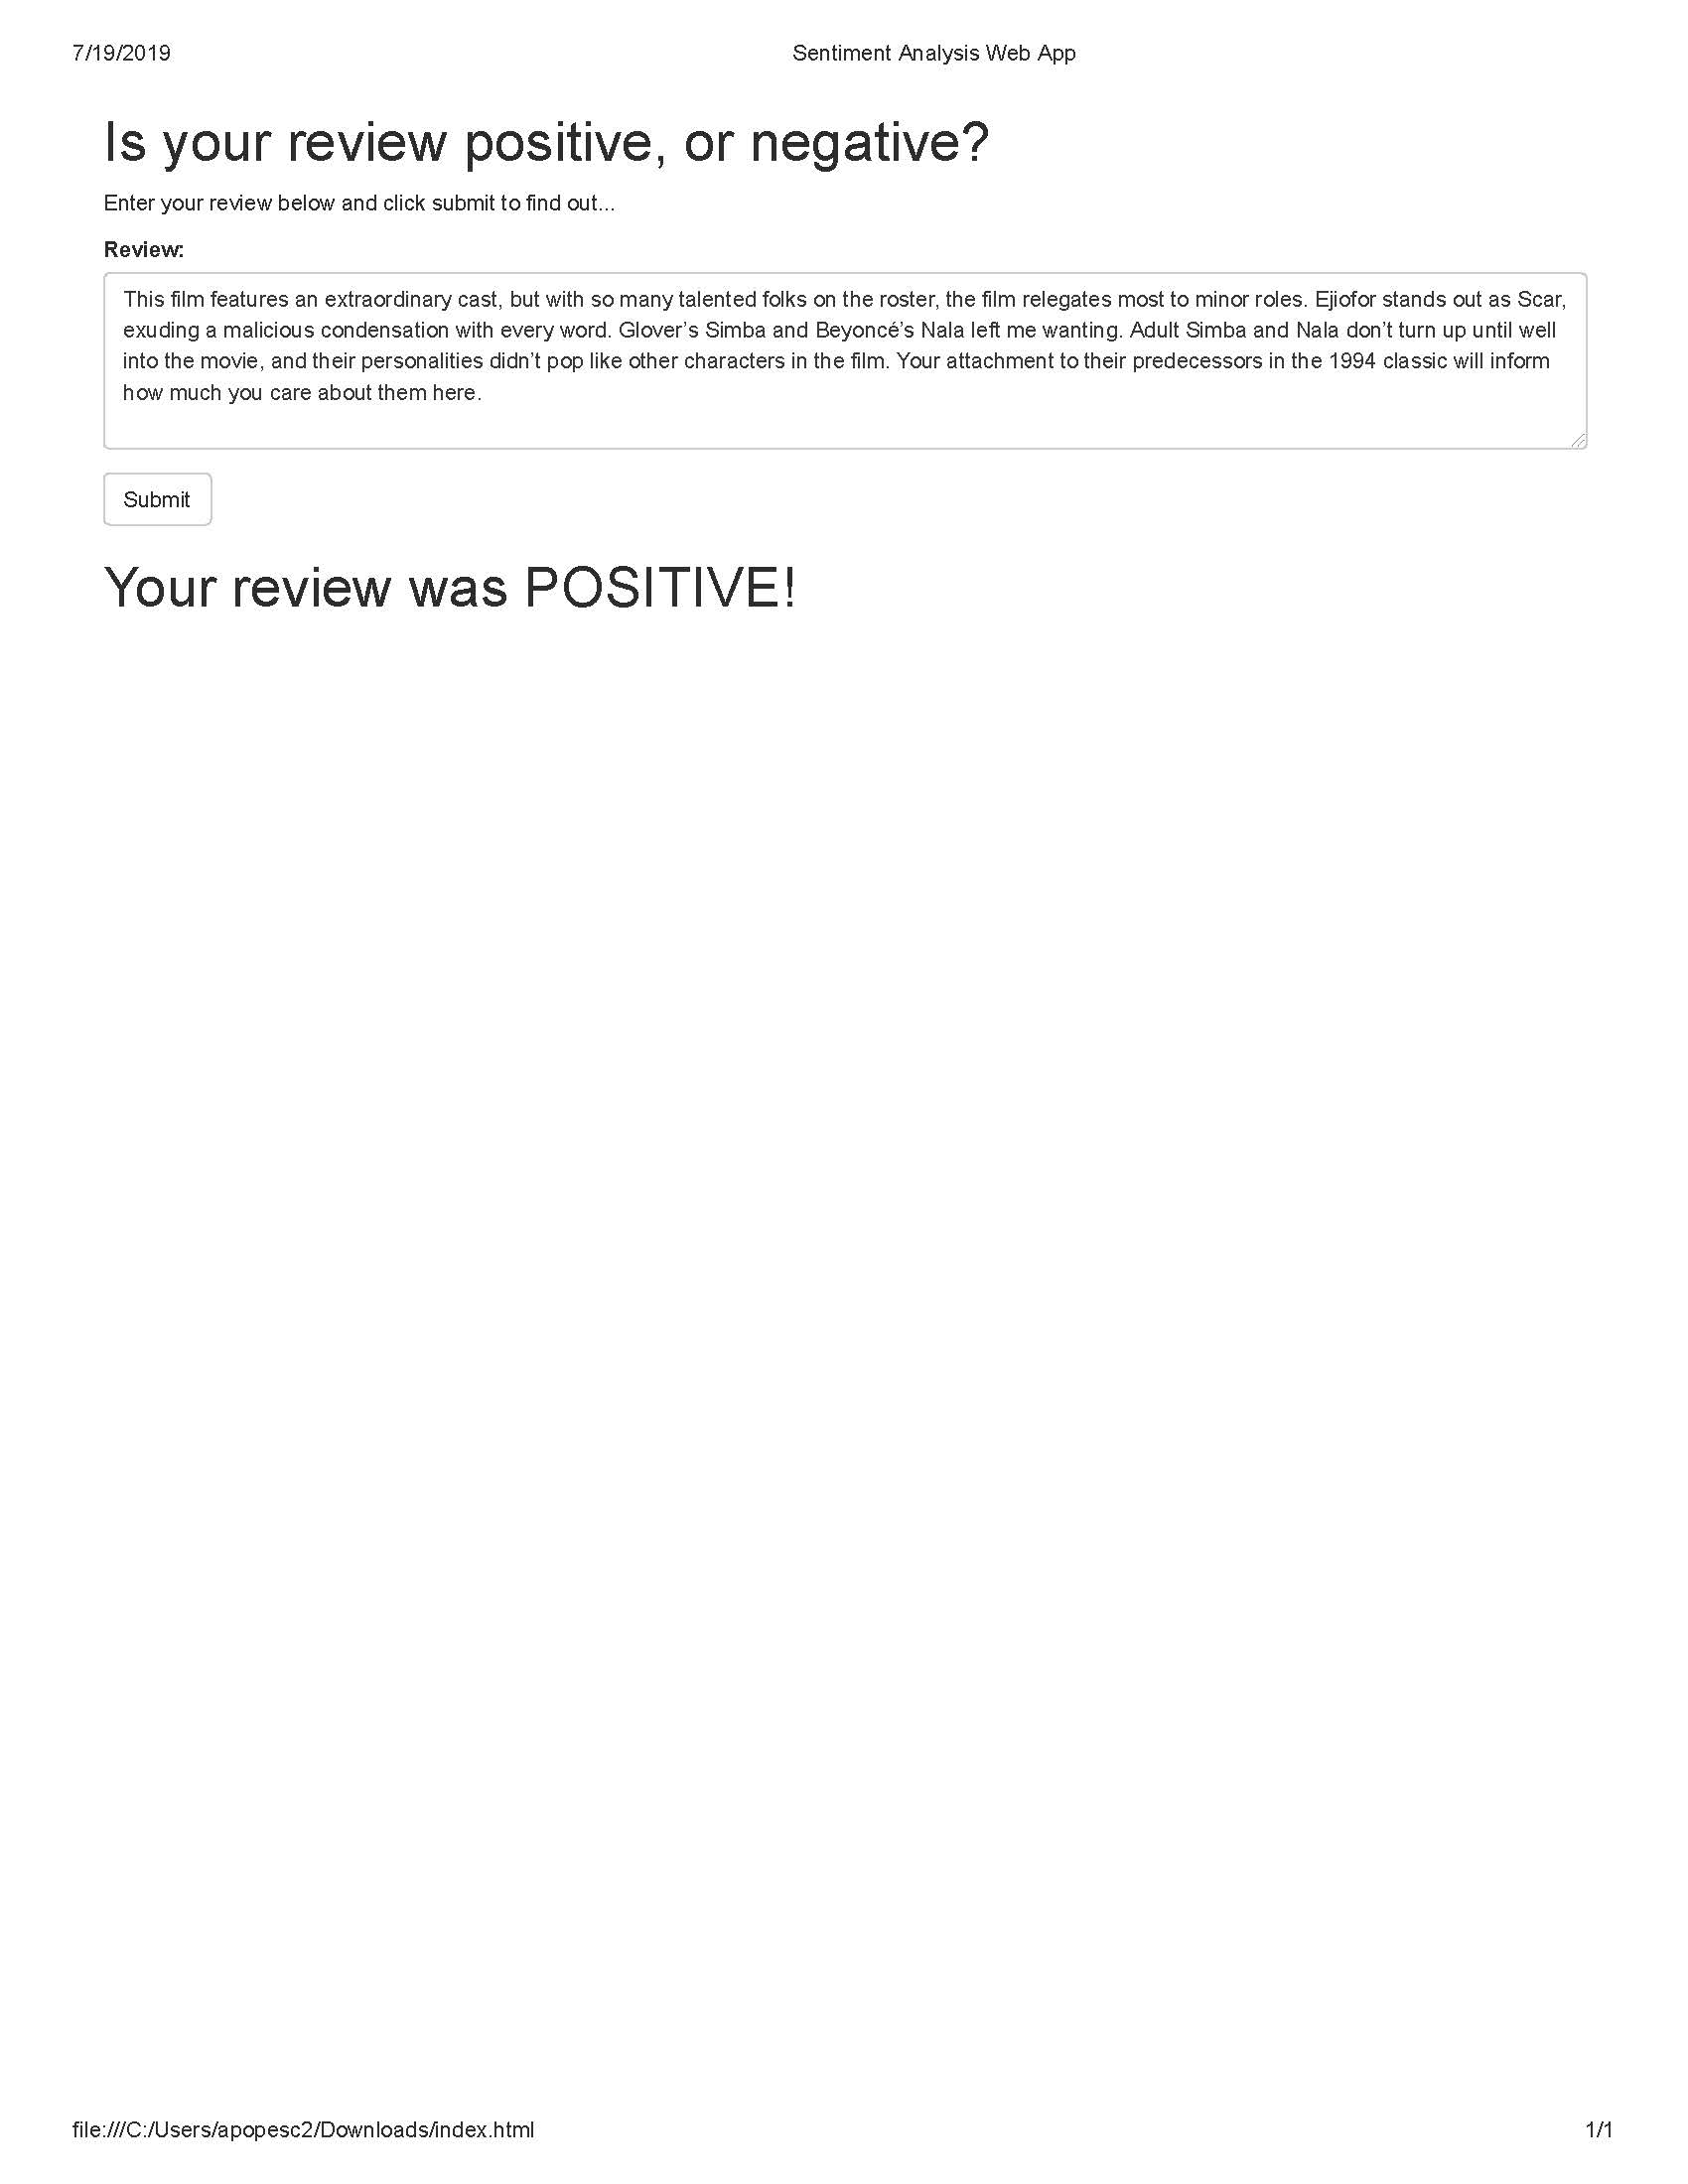 7/19/2019 Sentiment Analysis Web App
Is your review positive, or negative?
Enter your review below and click submit to find out...
Review:
This film features an extraordinary cast, but with so many talented folks on the roster, the film relegates most to minor roles. Ejiofor stands out as Scar,
exuding a malicious condensation with every word. Glover’s Simba and Beyoncé’s Nala left me wanting. Adult Simba and Nala don’t turn up until well
into the movie, and their personalities didn’t pop like other characters in the film. Your attachment to their predecessors in the 1994 classic will inform
how much you care about them here.
Submit
Your review was POSITIVE!
file:///C:/Users/apopesc2/Downloads/index.html 1/1